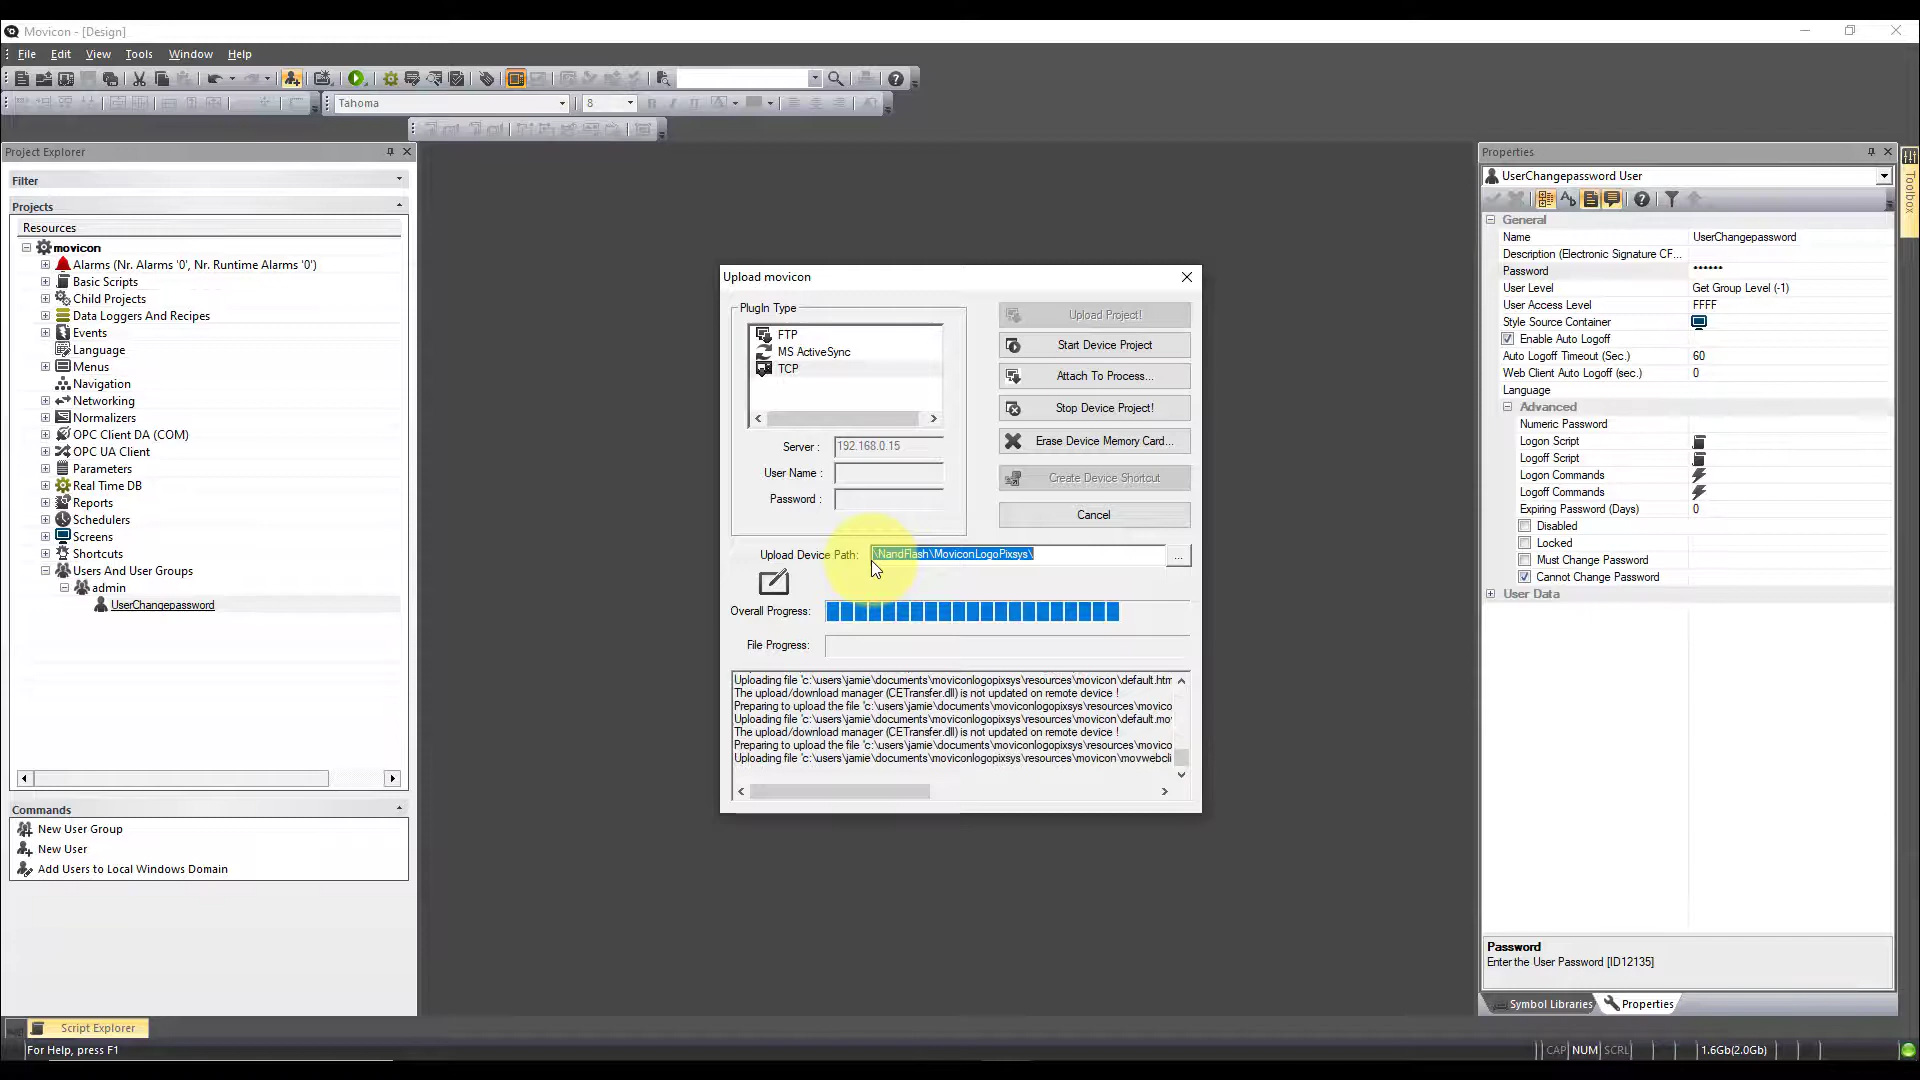 Movicon - [Design]
File Edit View Tools Window Help
Tahoma 8
Project Explorer
Filter
Projects
Resources
movicon
Alarms (Nr. Alarms '0', Nr. Runtime Alarms '0')
Basic Scripts
Child Projects
Data Loggers And Recipes
Events
Language
Menus
Navigation
Networking
Normalizers
OPC Client DA (COM)
OPC UA Client
Parameters
Real Time DB
Reports
Schedulers
Screens
Shortcuts
Users And User Groups
admin
UserChangepassword
Commands
New User Group
New User
Add Users to Local Windows Domain
Script Explorer
For Help, press F1
Upload movicon
PlugIn Type
FTP
MS ActiveSync
TCP
Server : 192.168.0.15
User Name :
Password :
Upload Project!
Start Device Project
Attach To Process...
Stop Device Project!
Erase Device Memory Card...
Create Device Shortcut
Cancel
Upload Device Path: \NandFlash\MoviconLogoPixsys\ ...
Overall Progress:
File Progress:
Uploading file 'c:\users\jamie\documents\moviconlogopixsys\resources\movicon\default.htm
The upload/download manager (CETransfer.dll) is not updated on remote device !
Preparing to upload the file 'c:\users\jamie\documents\moviconlogopixsys\resources\movico
Uploading file 'c:\users\jamie\documents\moviconlogopixsys\resources\movicon\default.mo
The upload/download manager (CETransfer.dll) is not updated on remote device !
Preparing to upload the file 'c:\users\jamie\documents\moviconlogopixsys\resources\movico
Uploading file 'c:\users\jamie\documents\moviconlogopixsys\resources\movicon\movwebcli
Properties
Toolbox
UserChangepassword User
General
Name UserChangepassword
Description (Electronic Signature CF...
Password ••••••
User Level Get Group Level (-1)
User Access Level FFFF
Style Source Container
Enable Auto Logoff
Auto Logoff Timeout (Sec.) 60
Web Client Auto Logoff (sec.) 0
Language
Advanced
Numeric Password
Logon Script
Logoff Script
Logon Commands
Logoff Commands
Expiring Password (Days) 0
Disabled
Locked
Must Change Password
Cannot Change Password
User Data
Password
Enter the User Password [ID12135]
Symbol Libraries Properties
CAP NUM SCRL 1.6Gb(2.0Gb)